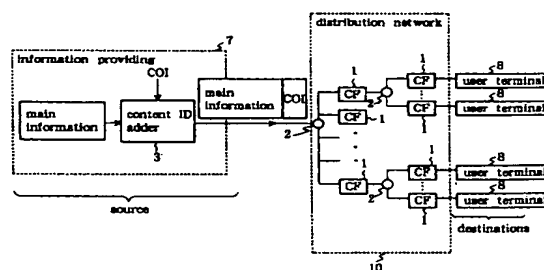 distribution network
7
information providing
COI
main information
content ID adder
3
main information COI
source
2
1
CF
CF
1
2
1
CF
CF
1
1
CF
2
1
CF
CF
1
8
user terminal
8
user terminal
8
user terminal
8
user terminal
destinations
10